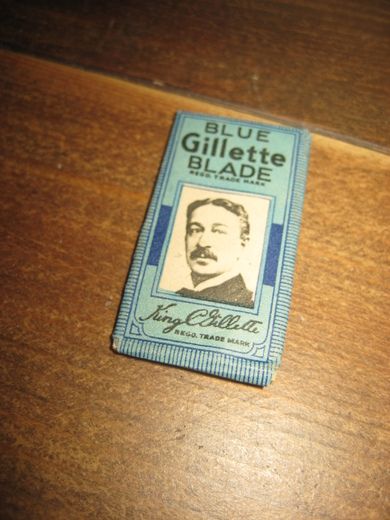 BLUE
Gillette
BLADE
REGD. TRADE MARK
King C Gillette
REGD. TRADE MARK